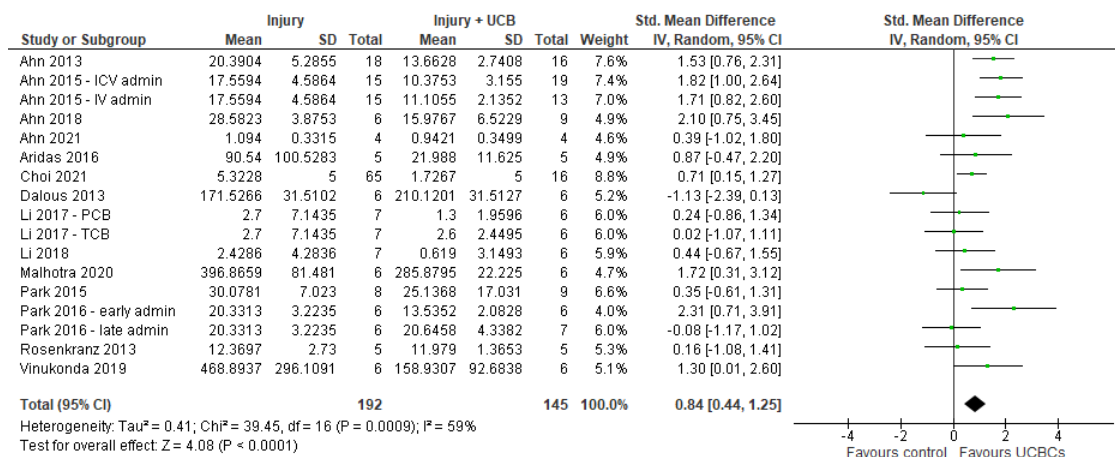 Injury Injury + UCB Std. Mean Difference Std. Mean Difference
Study or Subgroup Mean SD Total Mean SD Total Weight IV, Random, 95% CI IV, Random, 95% CI
Ahn 2013 20.3904 5.2855 18 13.6628 2.7408 16 7.6% 1.53 [0.76, 2.31]
Ahn 2015 - ICV admin 17.5594 4.5864 15 10.3753 3.155 19 7.3% 1.82 [1.00, 2.64]
Ahn 2015 - IV admin 17.5594 4.5864 15 11.1055 2.1352 13 7.0% 1.71 [0.82, 2.60]
Ahn 2018 28.5823 3.8753 6 15.9767 6.5229 9 4.9% 2.10 [0.75, 3.45]
Ahn 2021 1.094 0.3315 4 0.9421 0.3499 4 4.7% 0.39 [-1.02, 1.80]
Aridas 2016 90.54 100.5283 5 21.988 11.625 5 4.9% 0.87 [-0.47, 2.20]
Choi 2021 5.3228 5 65 1.7267 5 16 8.8% 0.71 [0.15, 1.27]
Dalous 2013 171.5266 31.5102 6 210.1201 31.5127 6 5.2% -1.13 [-2.39, 0.13]
Li 2017 - PCB 2.7 7.1435 7 1.3 1.9596 6 6.0% 0.24 [-0.86, 1.34]
Li 2017 - TCB 2.7 7.1435 7 2.6 2.4495 6 6.0% 0.02 [-1.07, 1.11]
Li 2018 2.4286 4.2836 7 0.619 3.1493 6 5.9% 0.44 [-0.67, 1.55]
Malhotra 2020 396.8659 81.481 6 285.8795 22.225 6 4.7% 1.72 [0.31, 3.12]
Park 2015 30.0781 7.023 8 25.1368 17.031 9 6.6% 0.35 [-0.61, 1.31]
Park 2016 - early admin 20.3313 3.2235 6 13.5352 2.0828 6 4.0% 2.31 [0.71, 3.91]
Park 2016 - late admin 20.3313 3.2235 6 20.6458 4.3382 7 6.0% -0.08 [-1.17, 1.02]
Rosenkranz 2013 12.3697 2.73 5 11.979 1.3653 5 5.3% 0.16 [-1.08, 1.41]
Vinukonda 2019 468.8937 296.1091 6 158.9307 92.6838 6 5.1% 1.30 [0.01, 2.60]
Total (95% CI) 192 145 100.0% 0.84 [0.44, 1.25]
Heterogeneity: Tau² = 0.41; Chi² = 39.45, df = 16 (P = 0.0009); I² = 59%
Test for overall effect: Z = 4.08 (P < 0.0001)
-4 -2 0 2 4
Favours control Favours UCBCs